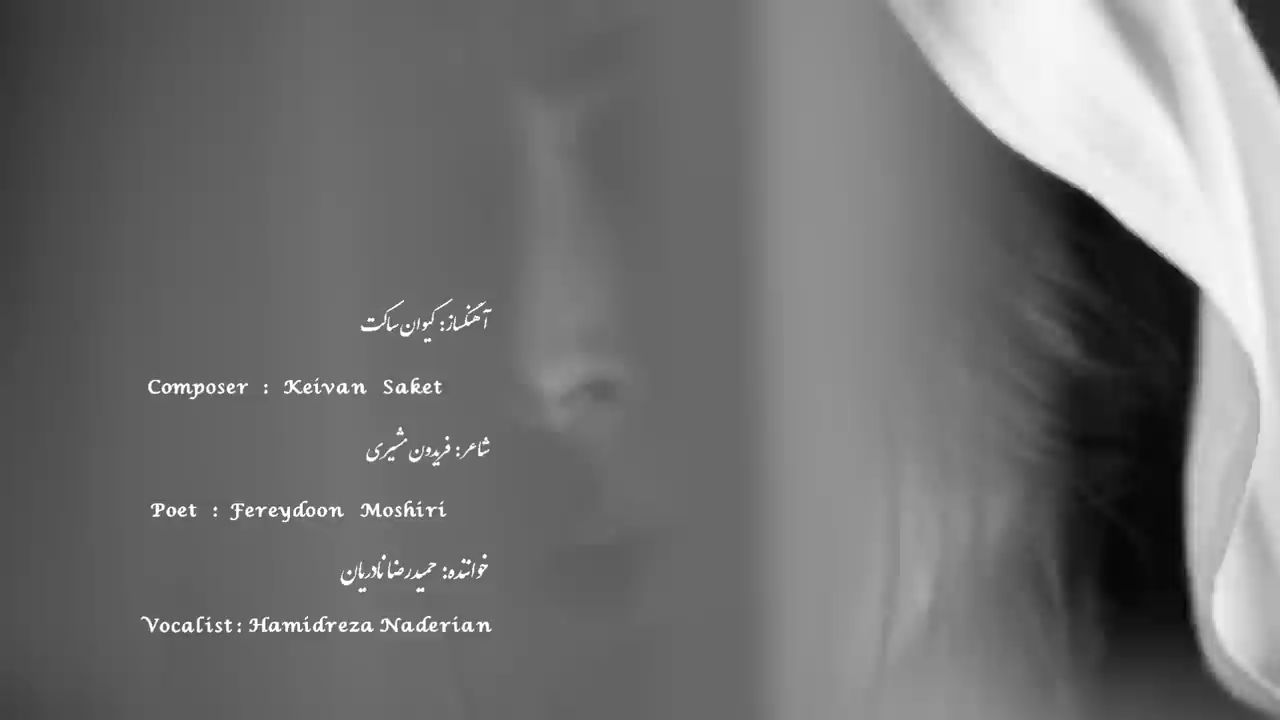 آهنگساز: کیوان ساکت
Composer : Keivan Saket
شاعر: فریدون مشیری
Poet : Fereydoon Moshiri
خواننده: حمیدرضا نادریان
Vocalist: Hamidreza Naderian